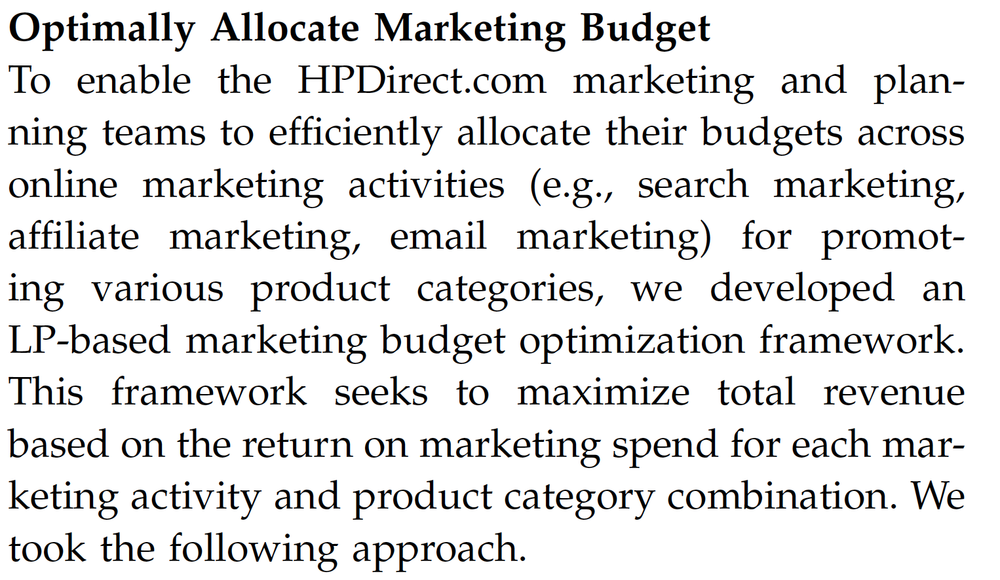 Optimally Allocate Marketing Budget
To enable the HPDirect.com marketing and plan-
ning teams to efficiently allocate their budgets across
online marketing activities (e.g., search marketing,
affiliate marketing, email marketing) for promot-
ing various product categories, we developed an
LP-based marketing budget optimization framework.
This framework seeks to maximize total revenue
based on the return on marketing spend for each mar-
keting activity and product category combination. We
took the following approach.